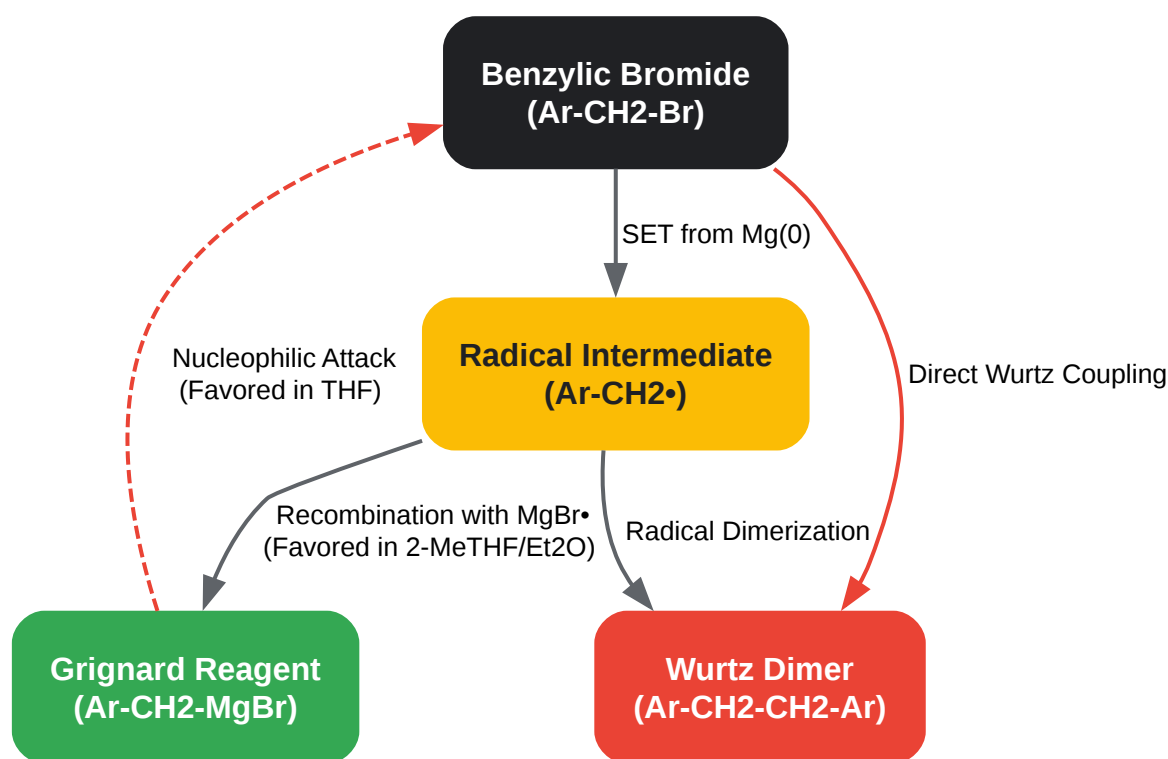 Benzylic Bromide
(Ar-CH2-Br)
SET from Mg(0)
Radical Intermediate
(Ar-CH2•)
Nucleophilic Attack
(Favored in THF)
Direct Wurtz Coupling
Recombination with MgBr•
(Favored in 2-MeTHF/Et2O)
Radical Dimerization
Grignard Reagent
(Ar-CH2-MgBr)
Wurtz Dimer
(Ar-CH2-CH2-Ar)